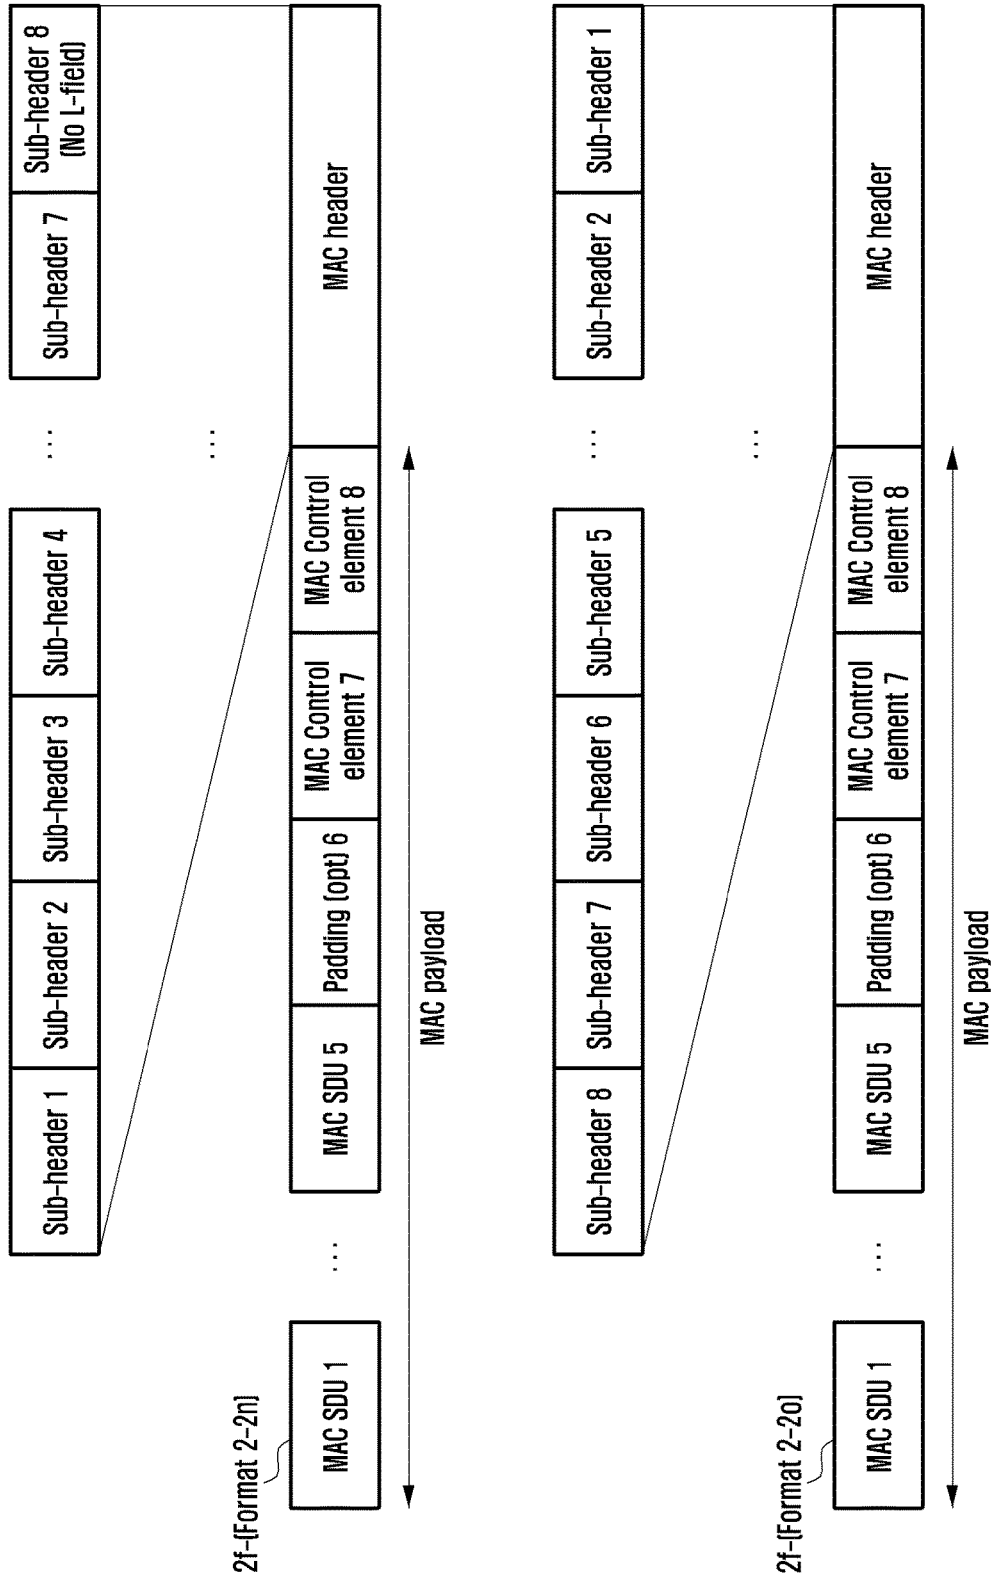 Sub-header 1
Sub-header 2
Sub-header 3
Sub-header 4
...
Sub-header 7
Sub-header 8
(No L-field)
...
2f-(Format 2-2n)
MAC SDU 1
...
MAC SDU 5
Padding (opt) 6
MAC Control
element 7
MAC Control
element 8
MAC header
MAC payload
Sub-header 8
Sub-header 7
Sub-header 6
Sub-header 5
...
Sub-header 2
Sub-header 1
...
2f-(Format 2-2o)
MAC SDU 1
...
MAC SDU 5
Padding (opt) 6
MAC Control
element 7
MAC Control
element 8
MAC header
MAC payload